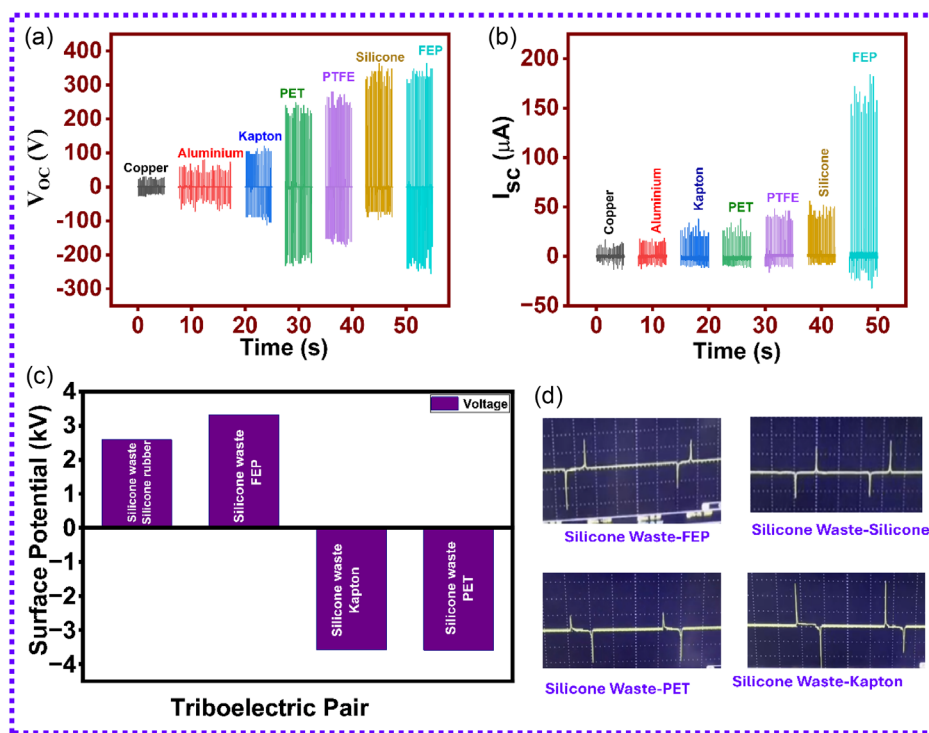 (a)
V_OC (V)
400
300
200
100
0
-100
-200
-300
Copper
Aluminium
Kapton
PET
PTFE
Silicone
FEP
0 10 20 30 40 50
Time (s)
(b)
I_SC (µA)
200
150
100
50
0
−50
Copper
Aluminium
Kapton
PET
PTFE
Silicone
FEP
0 10 20 30 40 50
Time (s)
(c)
Surface Potential (kV)
4
3
2
1
0
−1
−2
−3
−4
Voltage
Silicone waste
Silicone rubber
Silicone waste
FEP
Silicone waste
Kapton
Silicone waste
PET
Triboelectric Pair
(d)
Silicone Waste-FEP
Silicone Waste-Silicone
Silicone Waste-PET
Silicone Waste-Kapton